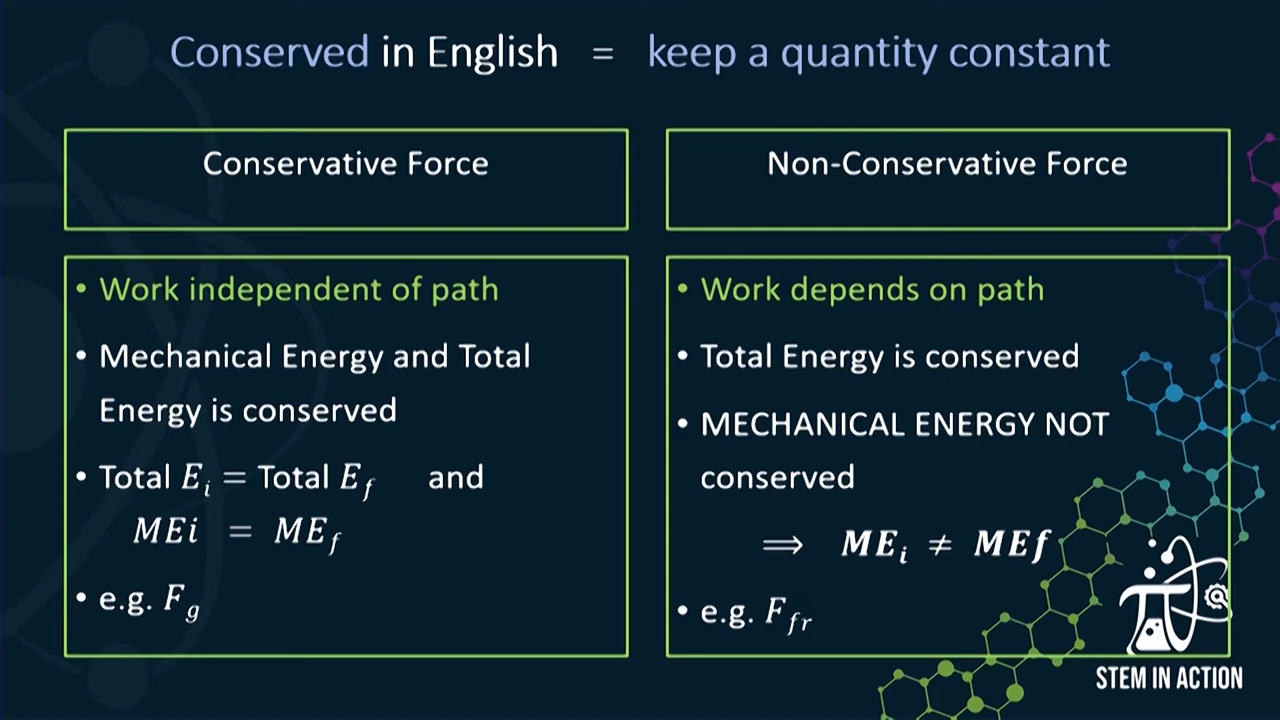 Conserved in English = keep a quantity constant
Conservative Force
Non-Conservative Force
• Work independent of path
• Mechanical Energy and Total
Energy is conserved
• Total E_i = Total E_f and
MEi = ME_f
• e.g. F_g
• Work depends on path
• Total Energy is conserved
• MECHANICAL ENERGY NOT
conserved
⟹ ME_i ≠ MEf
• e.g. F_fr
STEM IN ACTION